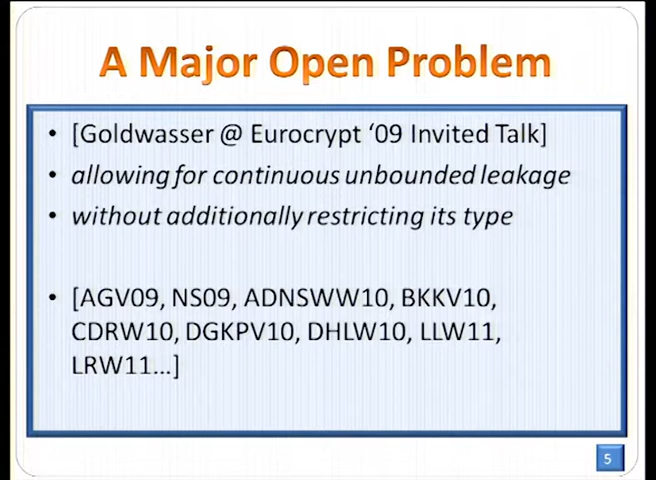 A Major Open Problem
• [Goldwasser @ Eurocrypt ‘09 Invited Talk]
• allowing for continuous unbounded leakage
• without additionally restricting its type
• [AGV09, NS09, ADNSWW10, BKKV10,
CDRW10, DGKPV10, DHLW10, LLW11,
LRW11...]
5